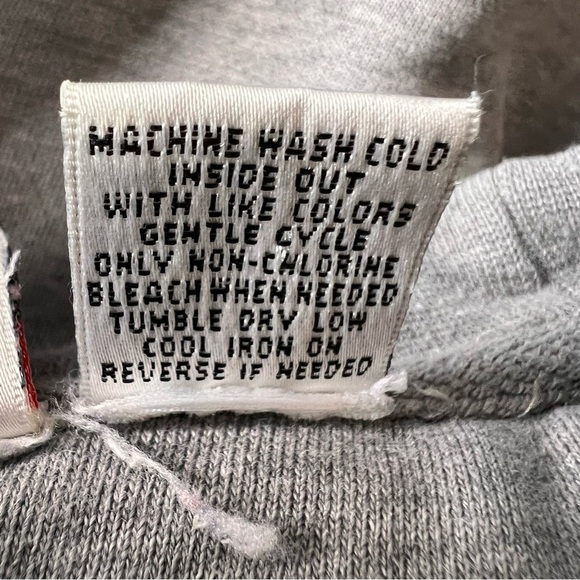 MACHINE WASH COLD
INSIDE OUT
WITH LIKE COLORS
GENTLE CYCLE
ONLY NON-CHLORINE
BLEACH WHEN NEEDED
TUMBLE DRY LOW
COOL IRON ON
REVERSE IF NEEDED